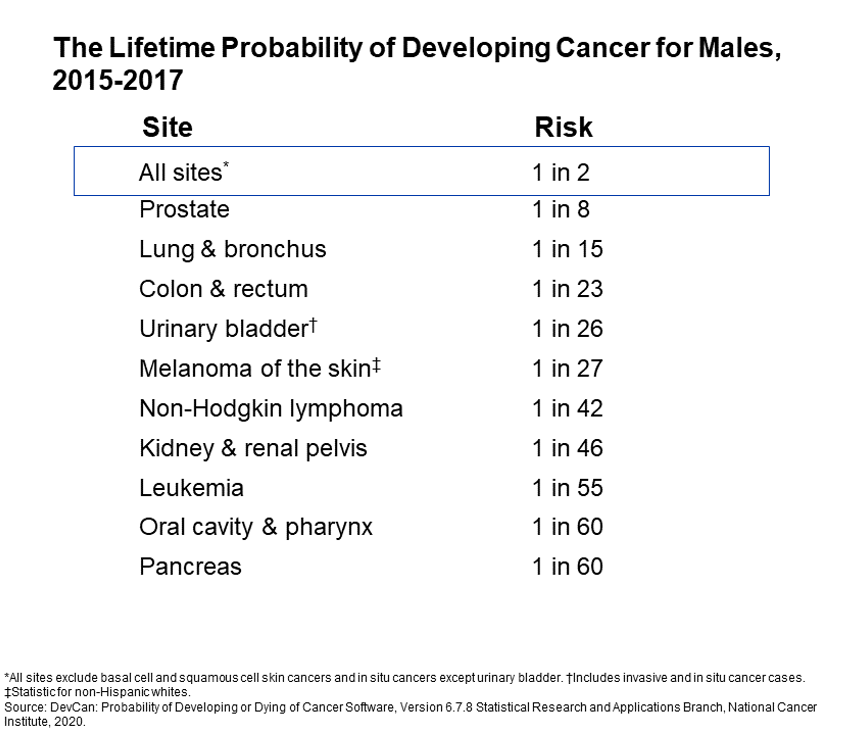 The Lifetime Probability of Developing Cancer for Males,
2015-2017
Site Risk
All sites* 1 in 2
Prostate 1 in 8
Lung & bronchus 1 in 15
Colon & rectum 1 in 23
Urinary bladder† 1 in 26
Melanoma of the skin‡ 1 in 27
Non-Hodgkin lymphoma 1 in 42
Kidney & renal pelvis 1 in 46
Leukemia 1 in 55
Oral cavity & pharynx 1 in 60
Pancreas 1 in 60
*All sites exclude basal cell and squamous cell skin cancers and in situ cancers except urinary bladder. †Includes invasive and in situ cancer cases.
‡Statistic for non-Hispanic whites.
Source: DevCan: Probability of Developing or Dying of Cancer Software, Version 6.7.8 Statistical Research and Applications Branch, National Cancer
Institute, 2020.